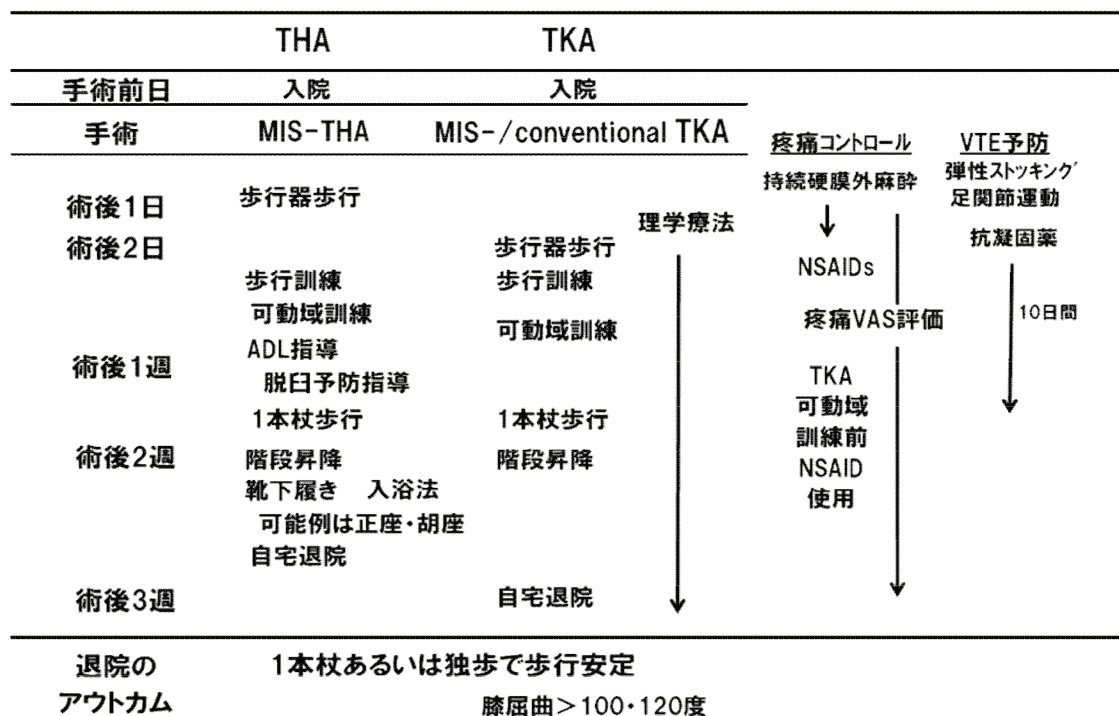 THA TKA
手術前日 入院 入院
手術 MIS-THA MIS-/conventional TKA
疼痛コントロール VTE予防
持続硬膜外麻酔 弾性ストッキング
足関節運動
術後1日 歩行器歩行
理学療法
抗凝固薬
術後2日 歩行器歩行
NSAIDs
歩行訓練 歩行訓練
可動域訓練 可動域訓練 疼痛VAS評価 10日間
ADL指導
術後1週
脱臼予防指導
TKA
可動域
訓練前
NSAID
使用
1本杖歩行 1本杖歩行
術後2週 階段昇降 階段昇降
靴下履き 入浴法
可能例は正座・胡座
自宅退院
術後3週 自宅退院
退院の
アウトカム
1本杖あるいは独歩で歩行安定
膝屈曲＞100・120度